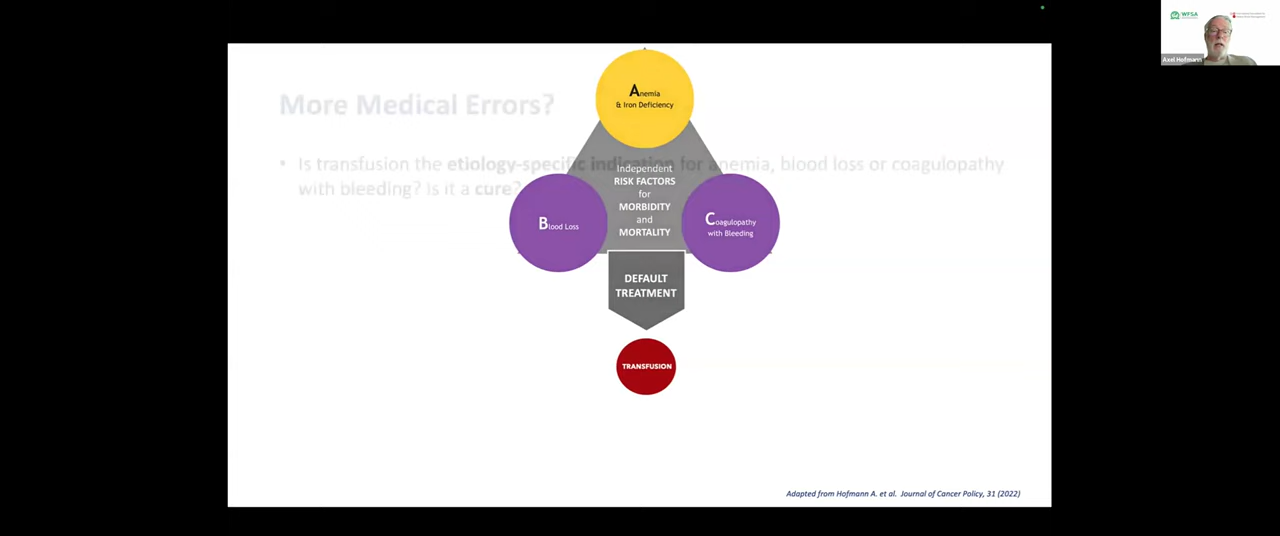 WFSA
Axel Hofmann
Anemia
& Iron Deficiency
More Medical Errors?
• Is transfusion the etiology-specific indication for anemia, blood loss or coagulopathy
with bleeding? Is it a cure?
Independent
RISK FACTORS
for
MORBIDITY
and
MORTALITY
Blood Loss
Coagulopathy
with Bleeding
DEFAULT
TREATMENT
TRANSFUSION
Adapted from Hofmann A. et al. Journal of Cancer Policy, 31 (2022)